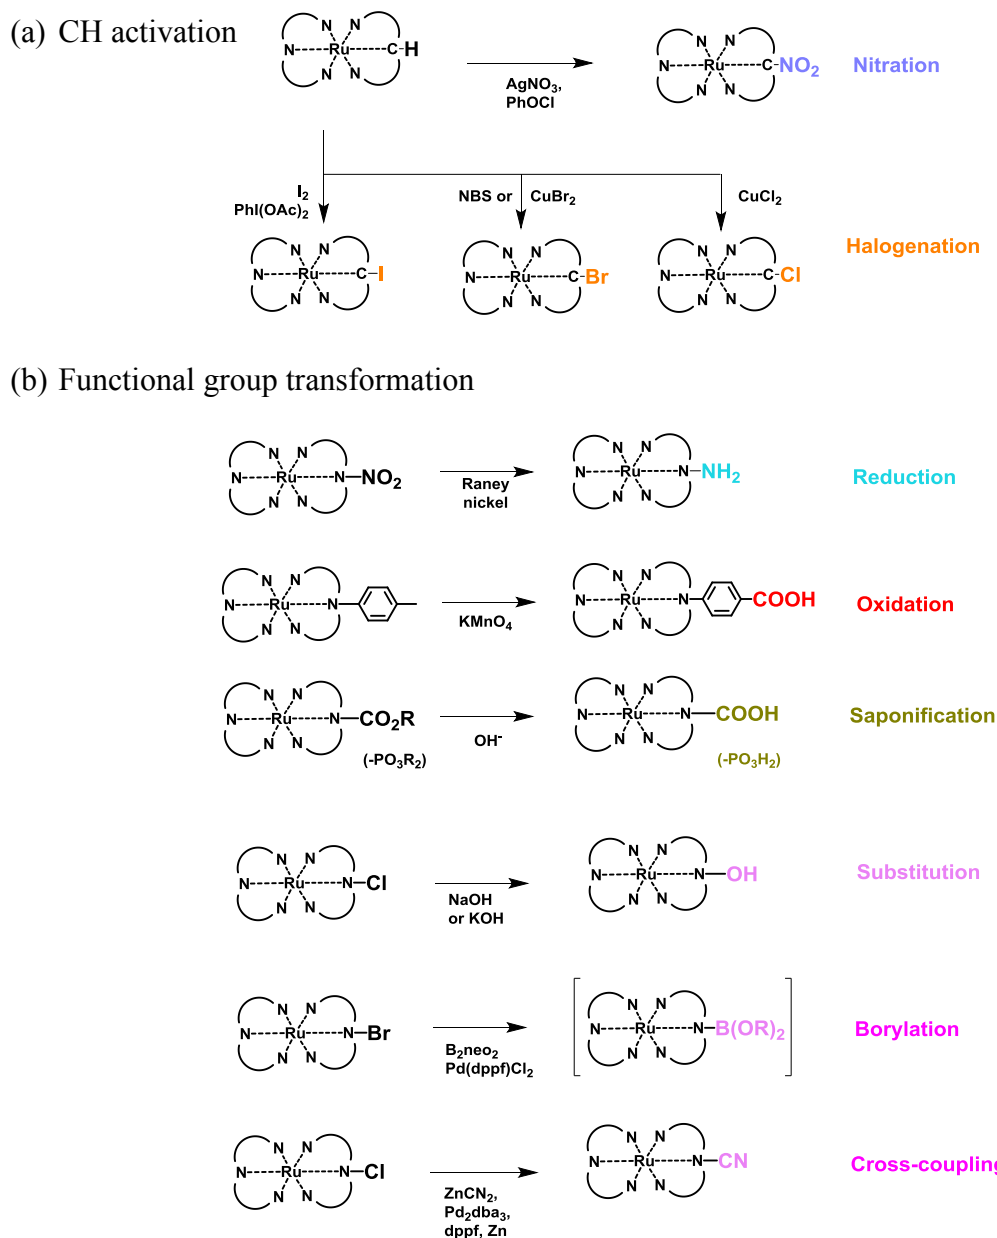 (a) CH activation
N N N Ru N N C-H
AgNO3,
PhOCl
N N N Ru N N C-NO2
Nitration
I2
PhI(OAc)2
NBS or CuBr2
CuCl2
N N N Ru N N C-I
N N N Ru N N C-Br
N N N Ru N N C-Cl
Halogenation
(b) Functional group transformation
N N N Ru N N N-NO2
Raney
nickel
N N N Ru N N N-NH2
Reduction
N N N Ru N N N
KMnO4
N N N Ru N N N COOH
Oxidation
N N N Ru N N N-CO2R
(-PO3R2)
OH-
N N N Ru N N N-COOH
(-PO3H2)
Saponification
N N N Ru N N N-Cl
NaOH
or KOH
N N N Ru N N N-OH
Substitution
N N N Ru N N N-Br
B2neo2
Pd(dppf)Cl2
N N N Ru N N N-B(OR)2
Borylation
N N N Ru N N N-Cl
ZnCN2,
Pd2dba3,
dppf, Zn
N N N Ru N N N-CN
Cross-coupling